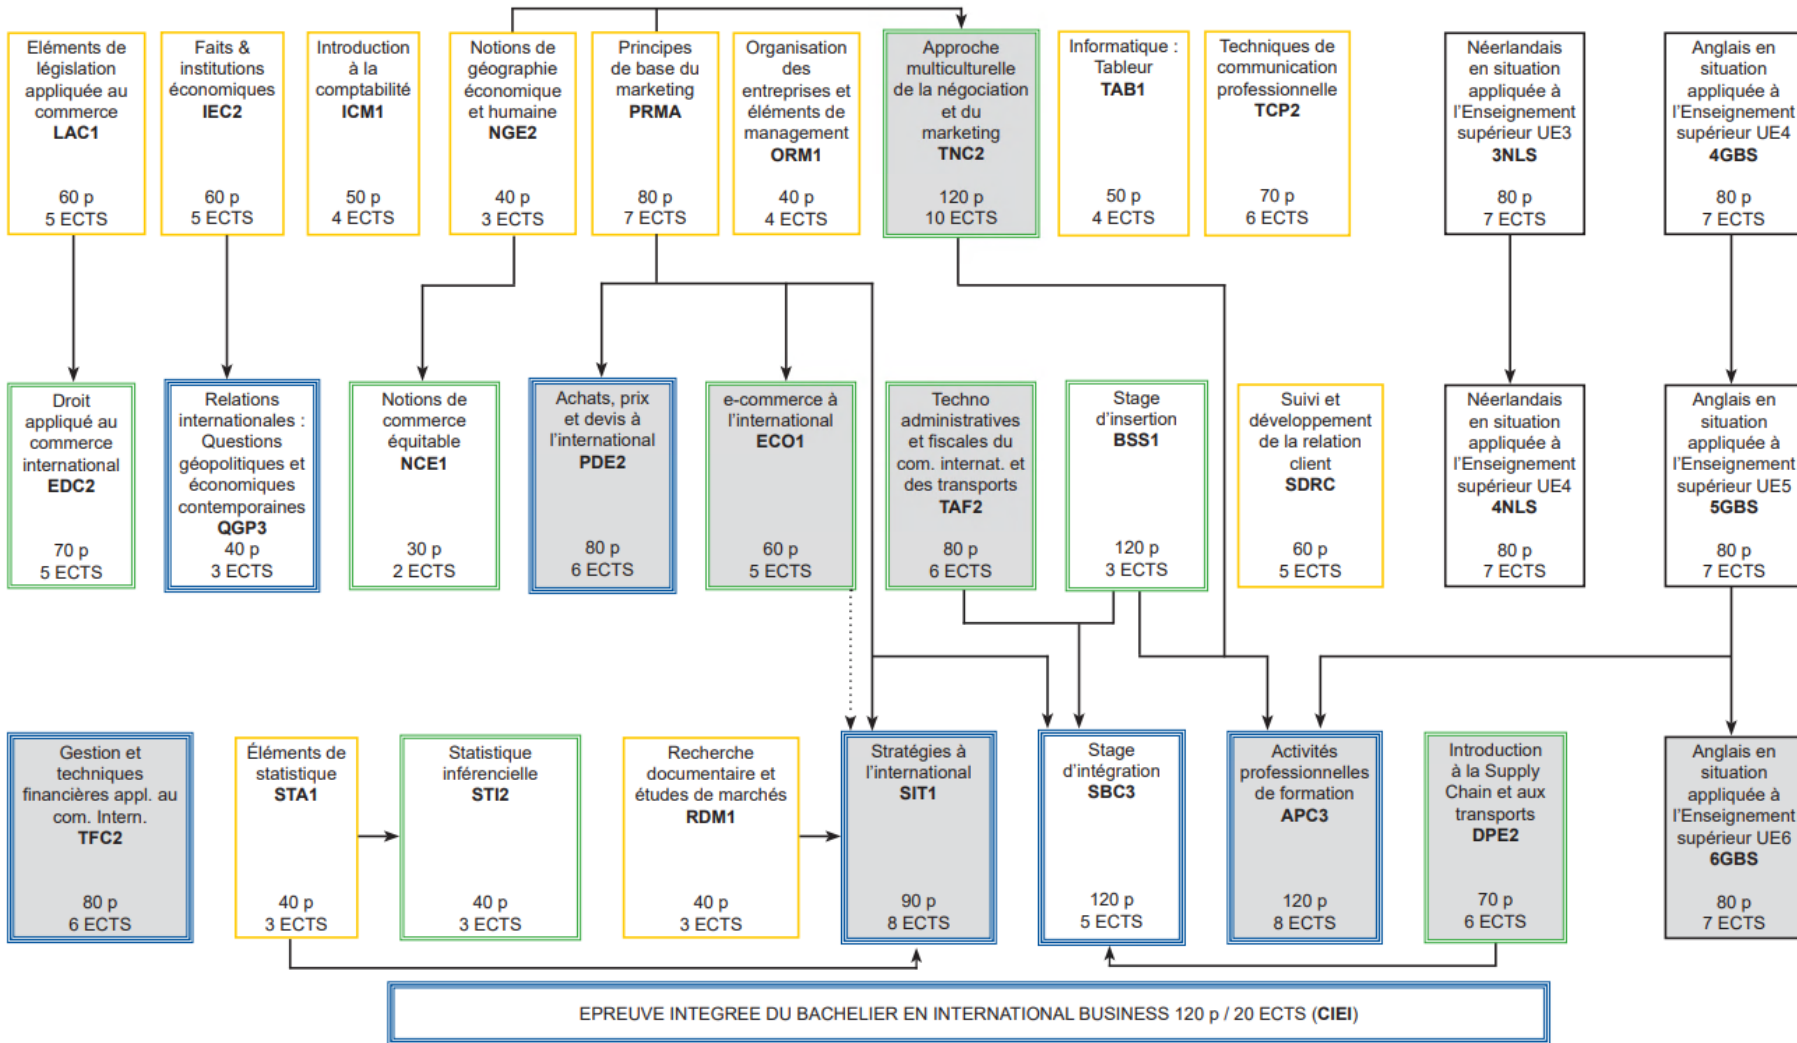 Eléments de
législation
appliquée au
commerce
LAC1
60 p
5 ECTS
Faits &
institutions
économiques
IEC2
60 p
5 ECTS
Introduction
à la
comptabilité
ICM1
50 p
4 ECTS
Notions de
géographie
économique
et humaine
NGE2
40 p
3 ECTS
Principes
de base du
marketing
PRMA
80 p
7 ECTS
Organisation
des
entreprises et
éléments de
management
ORM1
40 p
4 ECTS
Approche
multiculturelle
de la négociation
et du
marketing
TNC2
120 p
10 ECTS
Informatique :
Tableur
TAB1
50 p
4 ECTS
Techniques de
communication
professionnelle
TCP2
70 p
6 ECTS
Néerlandais
en situation
appliquée à
l'Enseignement
supérieur UE3
3NLS
80 p
7 ECTS
Anglais en
situation
appliquée à
l'Enseignement
supérieur UE4
4GBS
80 p
7 ECTS
Droit
appliqué au
commerce
international
EDC2
70 p
5 ECTS
Relations
internationales :
Questions
géopolitiques et
économiques
contemporaines
QGP3
40 p
3 ECTS
Notions de
commerce
équitable
NCE1
30 p
2 ECTS
Achats, prix
et devis à
l'international
PDE2
80 p
6 ECTS
e-commerce à
l'international
ECO1
60 p
5 ECTS
Techno
administratives
et fiscales du
com. internat. et
des transports
TAF2
80 p
6 ECTS
Stage
d'insertion
BSS1
120 p
3 ECTS
Suivi et
développement
de la relation
client
SDRC
60 p
5 ECTS
Néerlandais
en situation
appliquée à
l'Enseignement
supérieur UE4
4NLS
80 p
7 ECTS
Anglais en
situation
appliquée à
l'Enseignement
supérieur UE5
5GBS
80 p
7 ECTS
Gestion et
techniques
financières appl. au
com. Intern.
TFC2
80 p
6 ECTS
Éléments de
statistique
STA1
40 p
3 ECTS
Statistique
inférencielle
STI2
40 p
3 ECTS
Recherche
documentaire et
études de marchés
RDM1
40 p
3 ECTS
Stratégies à
l'international
SIT1
90 p
8 ECTS
Stage
d'intégration
SBC3
120 p
5 ECTS
Activités
professionnelles
de formation
APC3
120 p
8 ECTS
Introduction
à la Supply
Chain et aux
transports
DPE2
70 p
6 ECTS
Anglais en
situation
appliquée à
l'Enseignement
supérieur UE6
6GBS
80 p
7 ECTS
EPREUVE INTEGREE DU BACHELIER EN INTERNATIONAL BUSINESS 120 p / 20 ECTS (CIEI)